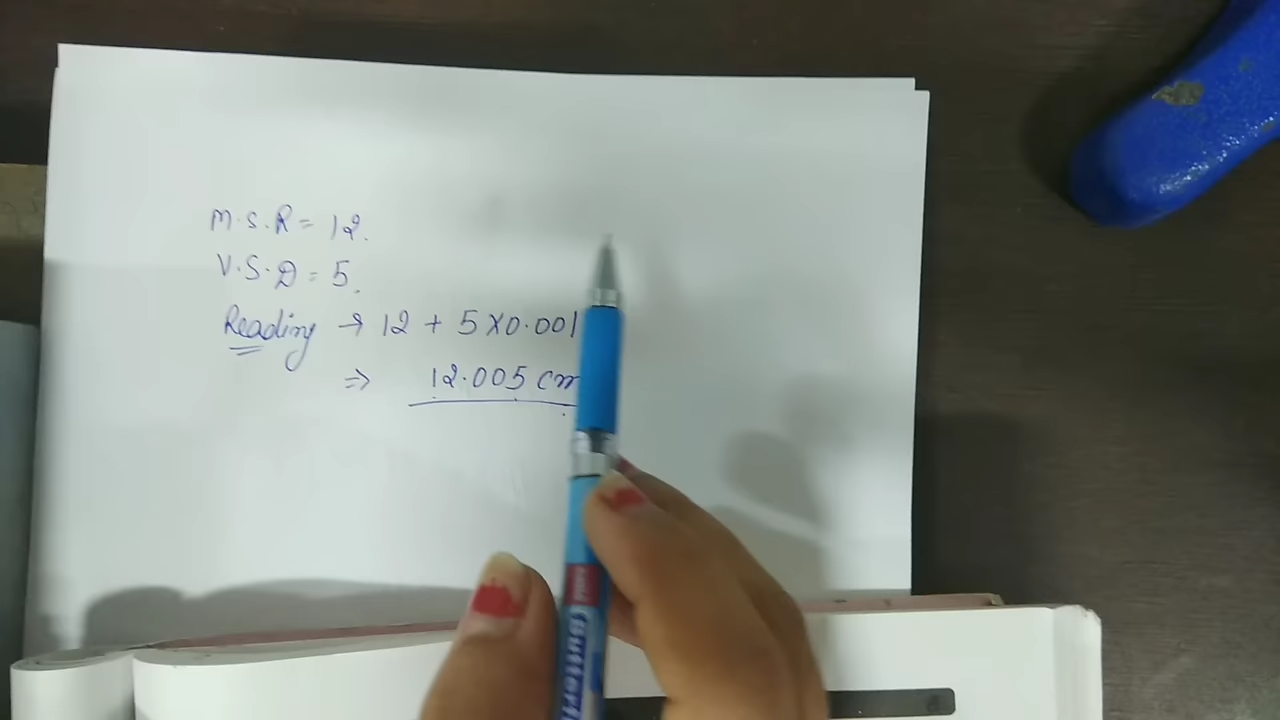 M.S.R = 12.
V.S.D = 5.
Reading → 12 + 5 X 0.001
⇒ 12.005 cm